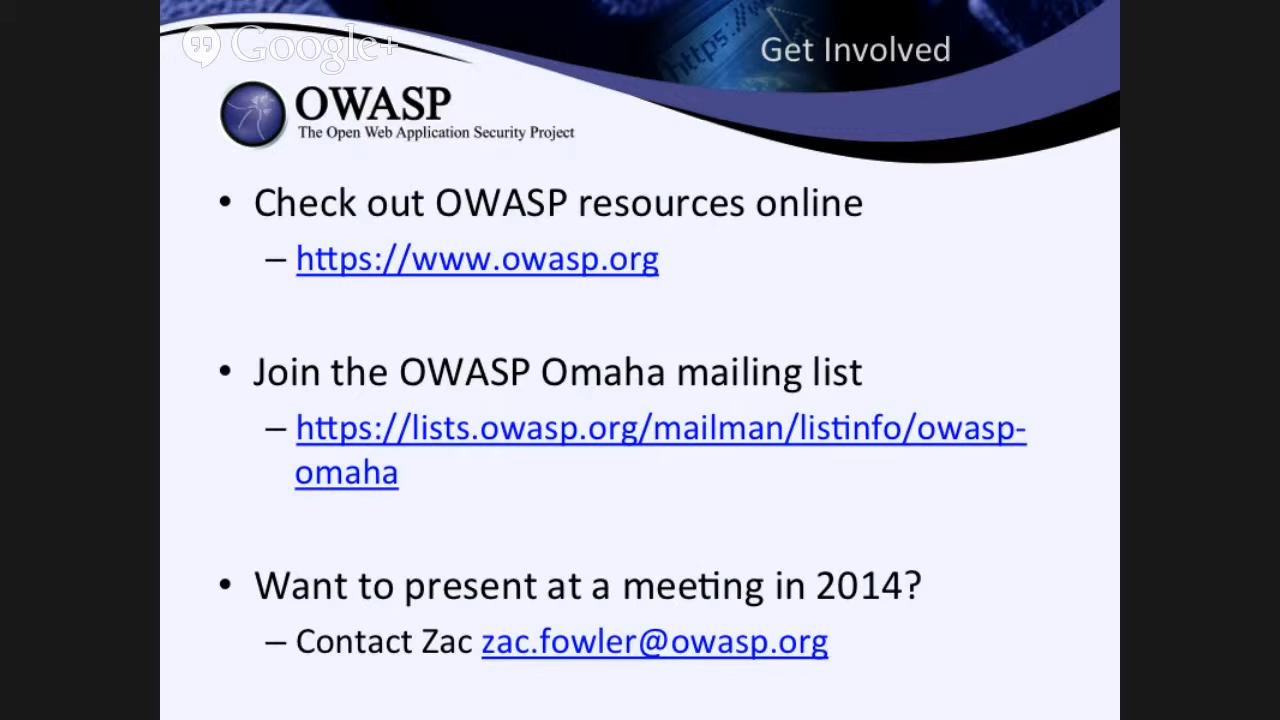 Google+
https://w
Get Involved
OWASP
The Open Web Application Security Project
• Check out OWASP resources online
– https://www.owasp.org
• Join the OWASP Omaha mailing list
– https://lists.owasp.org/mailman/listinfo/owasp-
omaha
• Want to present at a meeting in 2014?
– Contact Zac zac.fowler@owasp.org